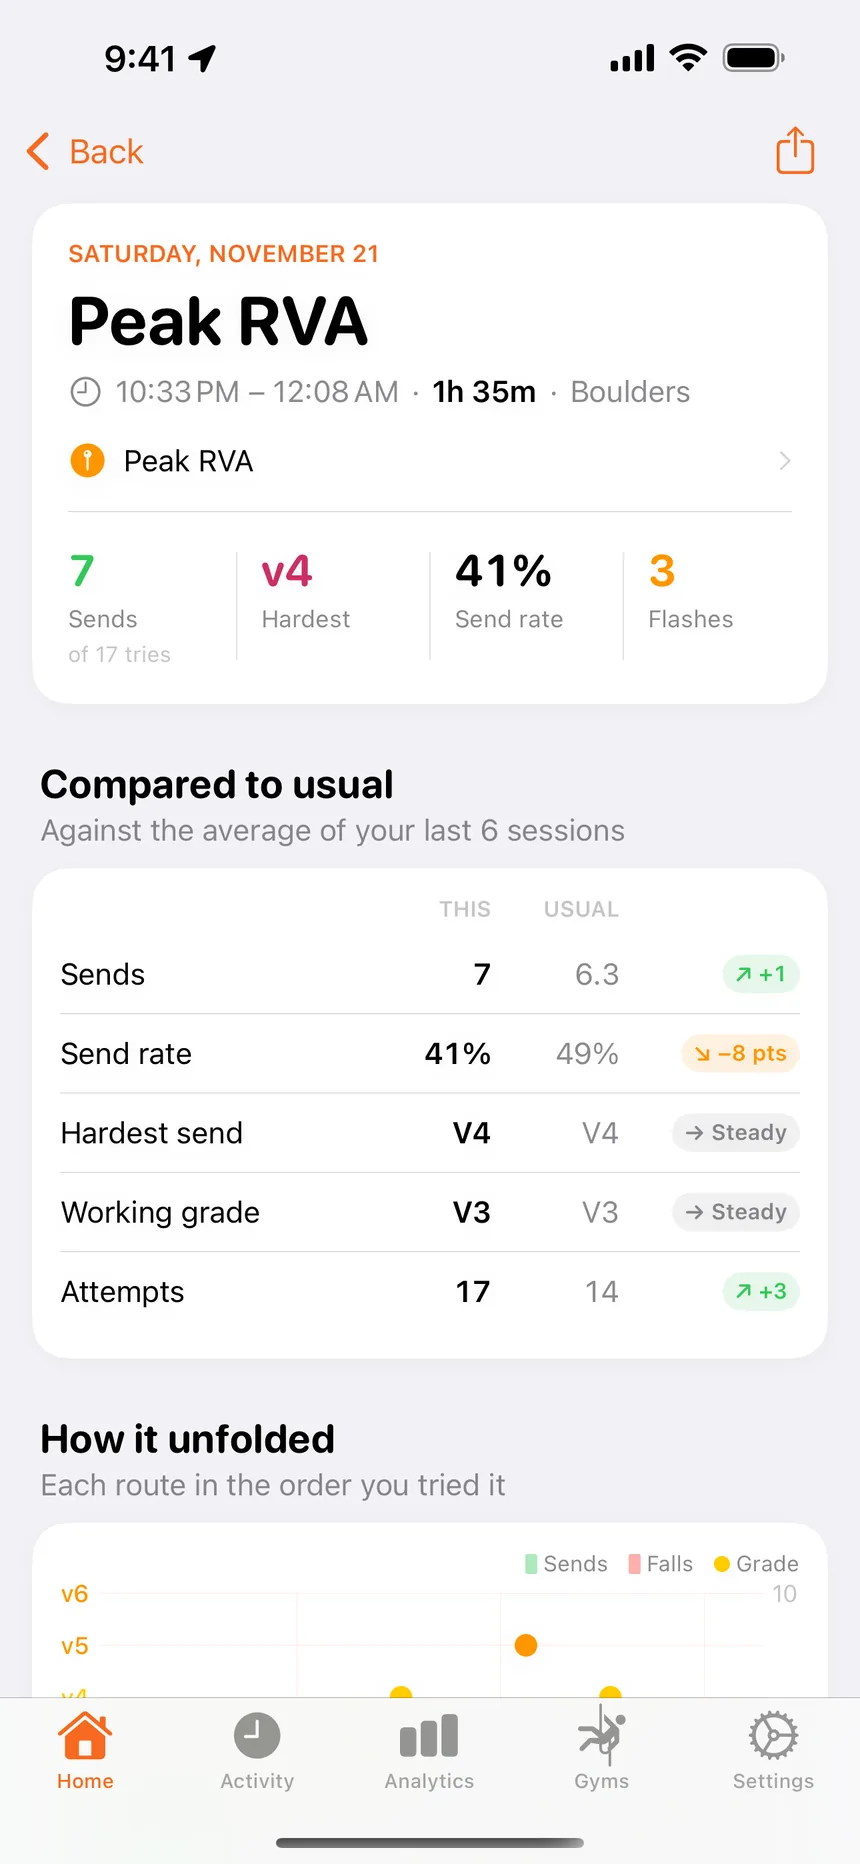 9:41
Back
SATURDAY, NOVEMBER 21
Peak RVA
10:33 PM – 12:08 AM · 1h 35m · Boulders
Peak RVA
7 v4 41% 3
Sends Hardest Send rate Flashes
of 17 tries
Compared to usual
Against the average of your last 6 sessions
THIS USUAL
Sends 7 6.3 ↗ +1
Send rate 41% 49% ↘ −8 pts
Hardest send V4 V4 → Steady
Working grade V3 V3 → Steady
Attempts 17 14 ↗ +3
How it unfolded
Each route in the order you tried it
Sends Falls Grade
v6 10
v5
v4
Home Activity Analytics Gyms Settings